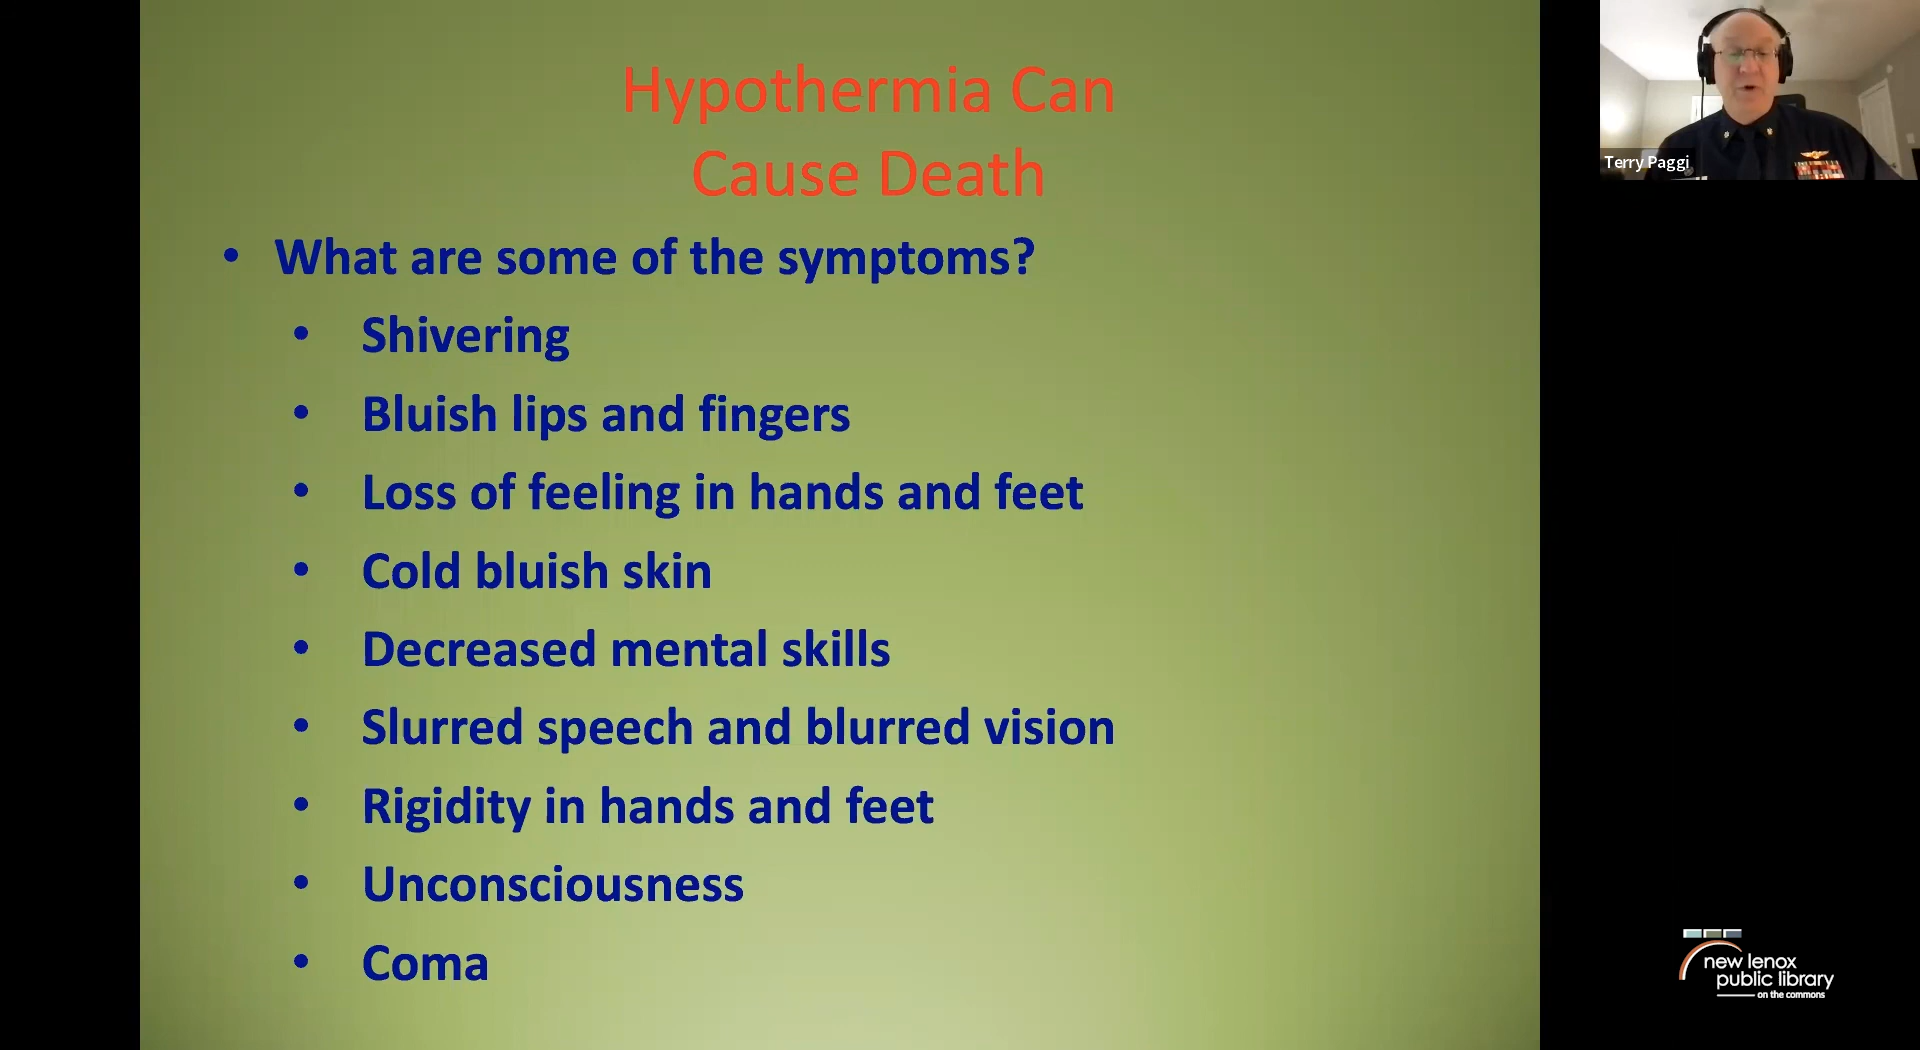 Hypothermia Can
Cause Death
• What are some of the symptoms?
• Shivering
• Bluish lips and fingers
• Loss of feeling in hands and feet
• Cold bluish skin
• Decreased mental skills
• Slurred speech and blurred vision
• Rigidity in hands and feet
• Unconsciousness
• Coma
Terry Paggi
new lenox
public library
on the commons